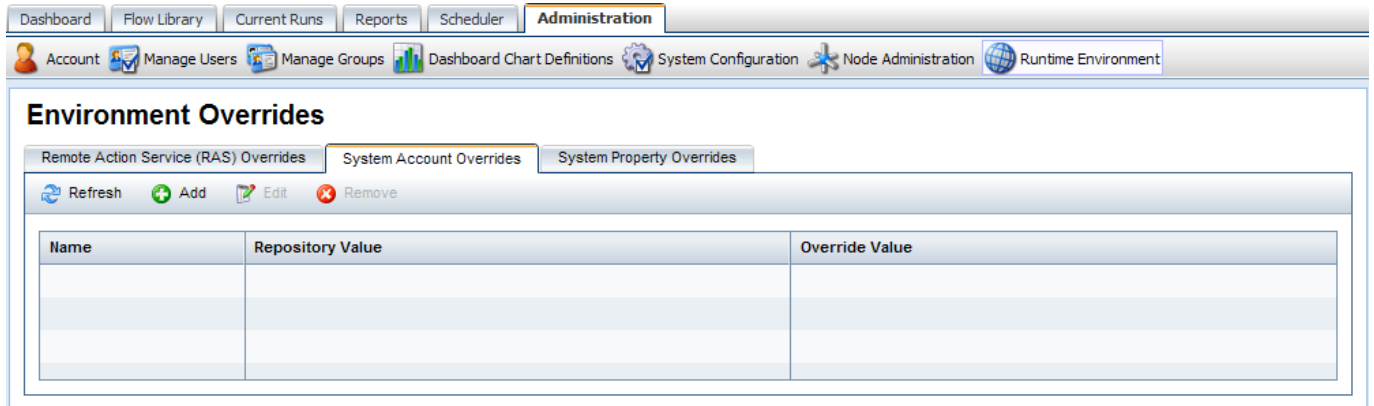 Dashboard Flow Library Current Runs Reports Scheduler Administration
Account Manage Users Manage Groups Dashboard Chart Definitions System Configuration Node Administration Runtime Environment
Environment Overrides
Remote Action Service (RAS) Overrides System Account Overrides System Property Overrides
Refresh Add Edit Remove
Name Repository Value Override Value